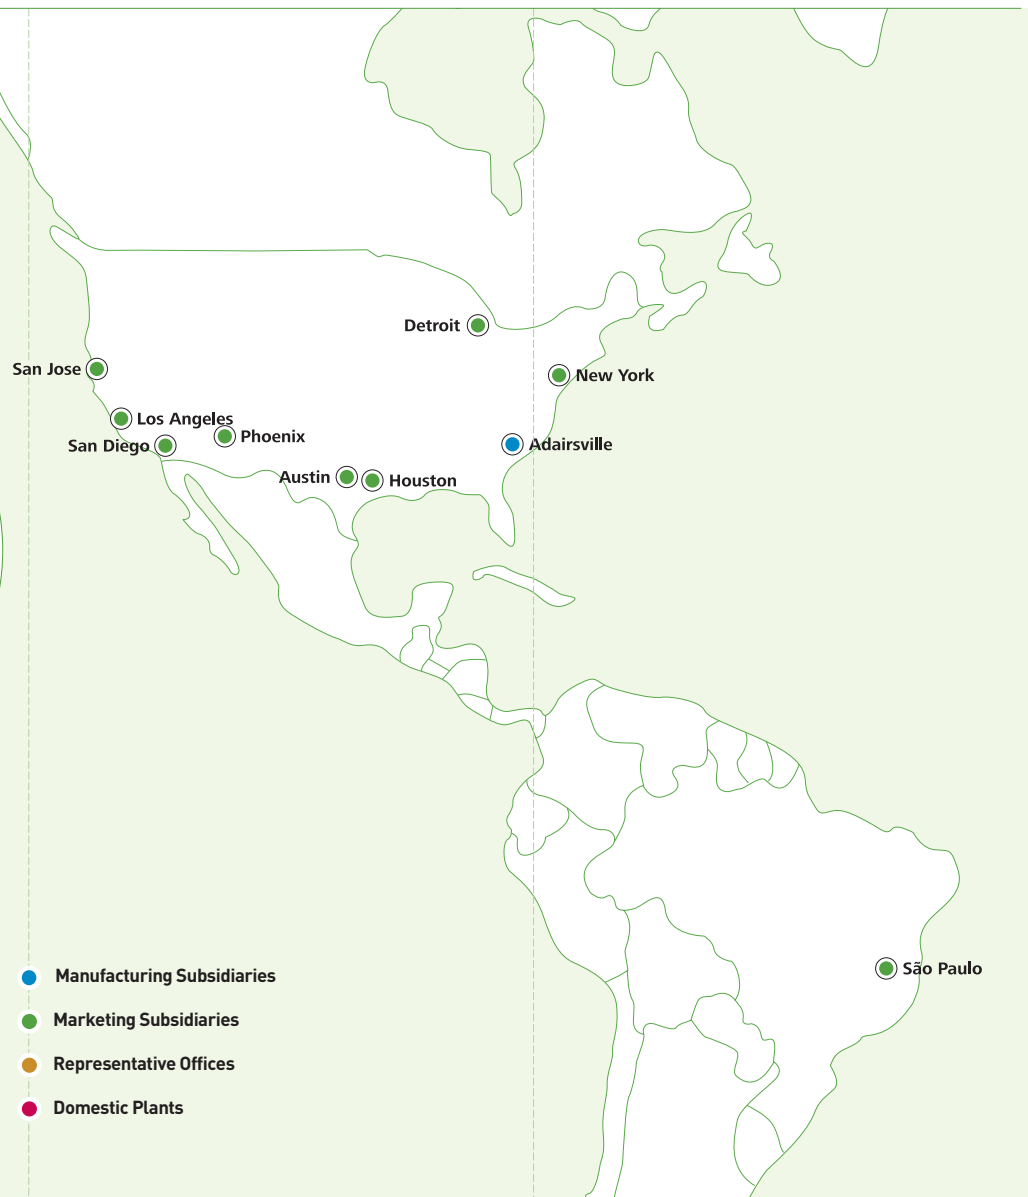 Detroit
San Jose
New York
Los Angeles
Phoenix
San Diego
Adairsville
Austin
Houston
São Paulo
Manufacturing Subsidiaries
Marketing Subsidiaries
Representative Offices
Domestic Plants